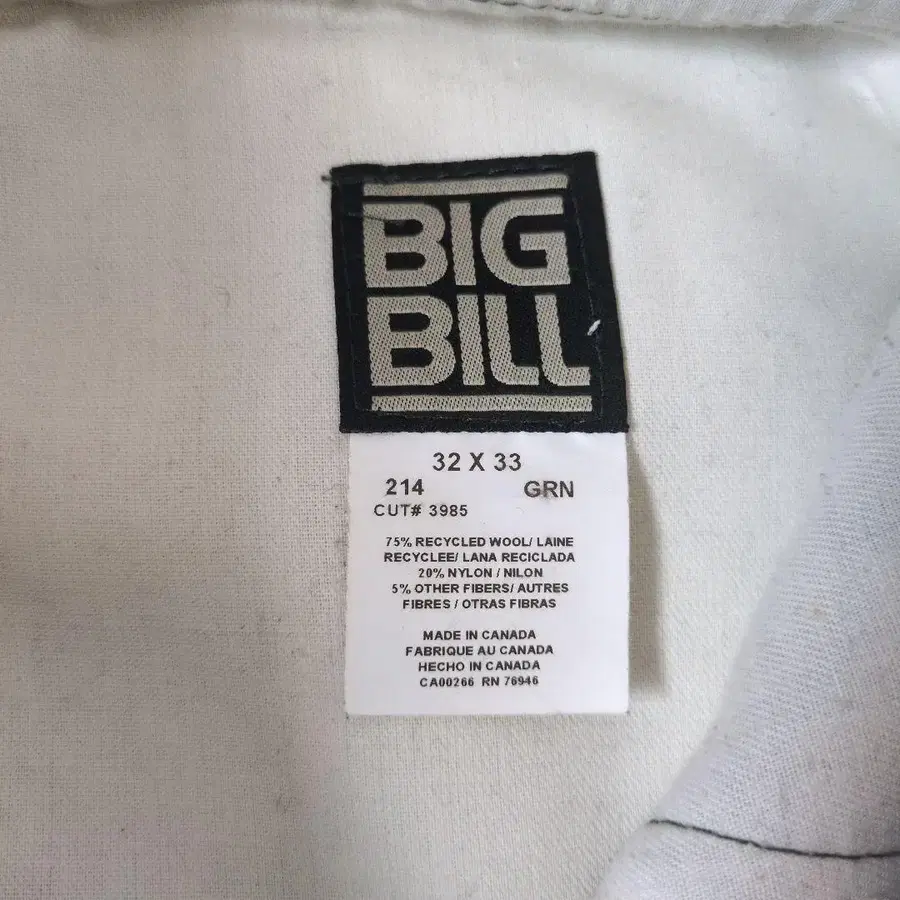 BIG
BILL
32 X 33
214 GRN
CUT# 3985
75% RECYCLED WOOL/ LAINE
RECYCLEE/ LANA RECICLADA
20% NYLON / NILON
5% OTHER FIBERS/ AUTRES
FIBRES / OTRAS FIBRAS
MADE IN CANADA
FABRIQUE AU CANADA
HECHO IN CANADA
CA00266 RN 76946